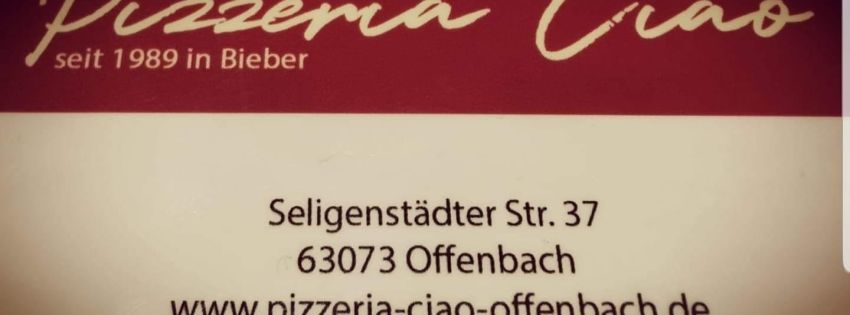 Pizzeria Ciao
seit 1989 in Bieber
Seligenstädter Str. 37
63073 Offenbach
www.pizzeria-ciao-offenbach.de